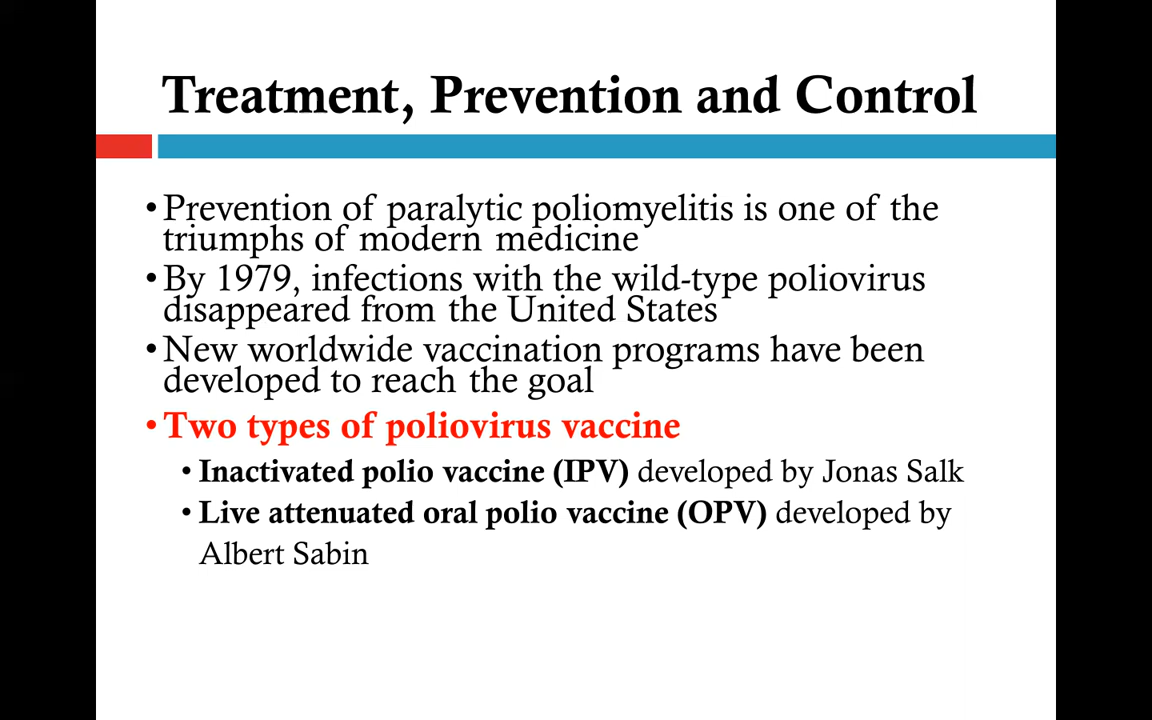 Treatment, Prevention and Control
•Prevention of paralytic poliomyelitis is one of the
triumphs of modern medicine
•By 1979, infections with the wild-type poliovirus
disappeared from the United States
•New worldwide vaccination programs have been
developed to reach the goal
•Two types of poliovirus vaccine
•Inactivated polio vaccine (IPV) developed by Jonas Salk
•Live attenuated oral polio vaccine (OPV) developed by
Albert Sabin